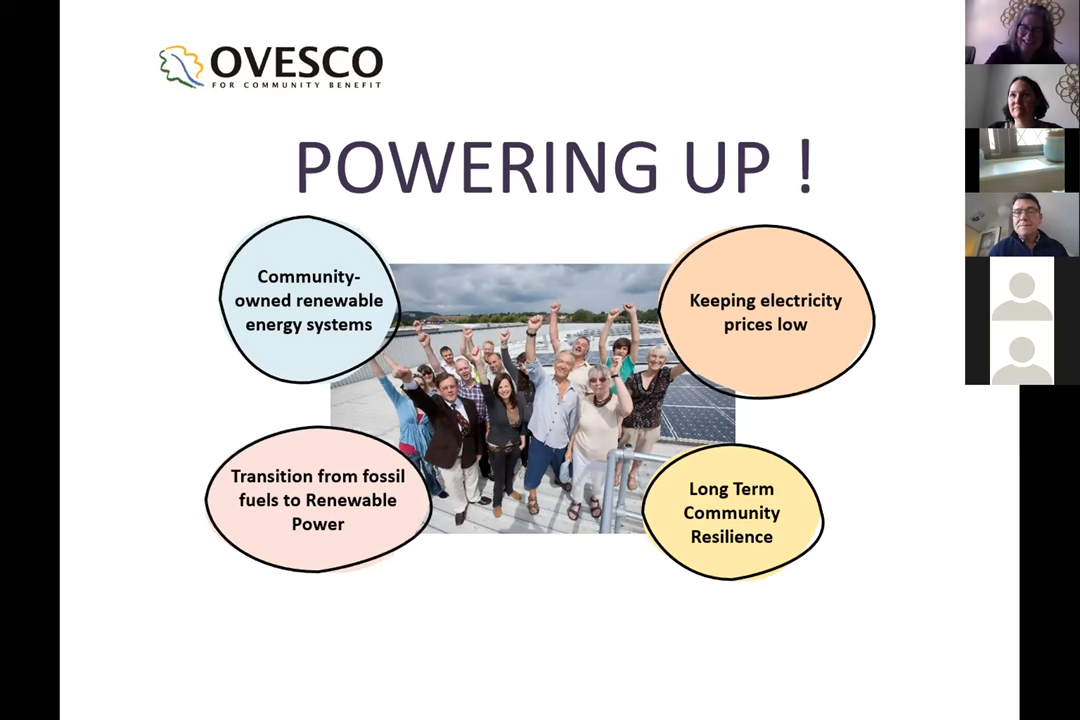 OVESCO
FOR COMMUNITY BENEFIT
POWERING UP !
Community-
owned renewable
energy systems
Keeping electricity
prices low
Transition from fossil
fuels to Renewable
Power
Long Term
Community
Resilience